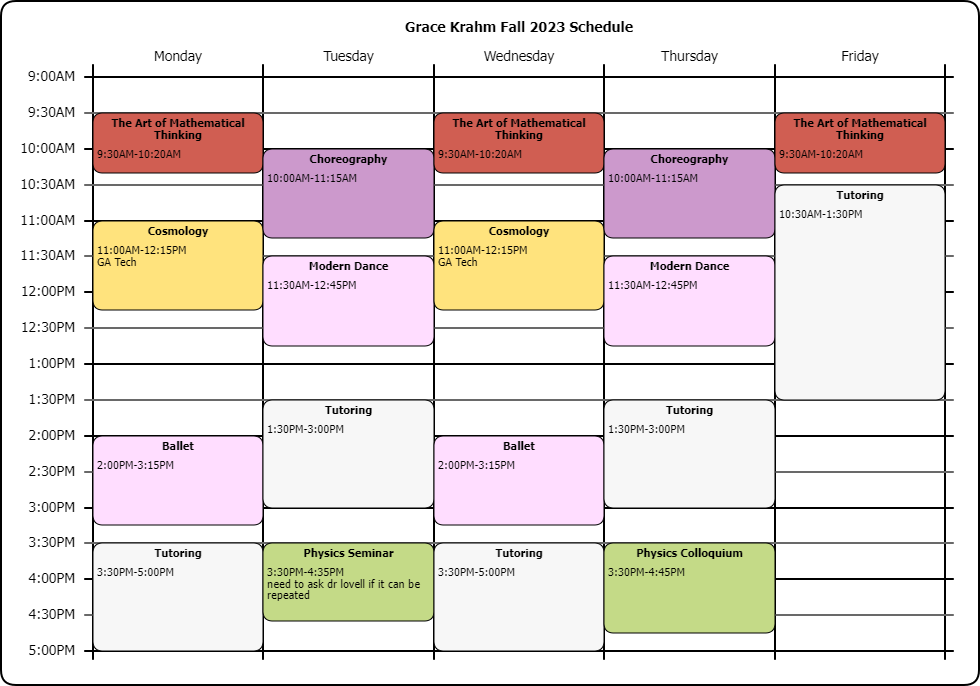 Grace Krahm Fall 2023 Schedule
Monday
Tuesday
Wednesday
Thursday
Friday
9:00AM
9:30AM
10:00AM
10:30AM
11:00AM
11:30AM
12:00PM
12:30PM
1:00PM
1:30PM
2:00PM
2:30PM
3:00PM
3:30PM
4:00PM
4:30PM
5:00PM
The Art of Mathematical
Thinking
9:30AM-10:20AM
Cosmology
11:00AM-12:15PM
GA Tech
Ballet
2:00PM-3:15PM
Tutoring
3:30PM-5:00PM
Choreography
10:00AM-11:15AM
Modern Dance
11:30AM-12:45PM
Tutoring
1:30PM-3:00PM
Physics Seminar
3:30PM-4:35PM
need to ask dr lovell if it can be
repeated
The Art of Mathematical
Thinking
9:30AM-10:20AM
Cosmology
11:00AM-12:15PM
GA Tech
Ballet
2:00PM-3:15PM
Tutoring
3:30PM-5:00PM
Choreography
10:00AM-11:15AM
Modern Dance
11:30AM-12:45PM
Tutoring
1:30PM-3:00PM
Physics Colloquium
3:30PM-4:45PM
The Art of Mathematical
Thinking
9:30AM-10:20AM
Tutoring
10:30AM-1:30PM